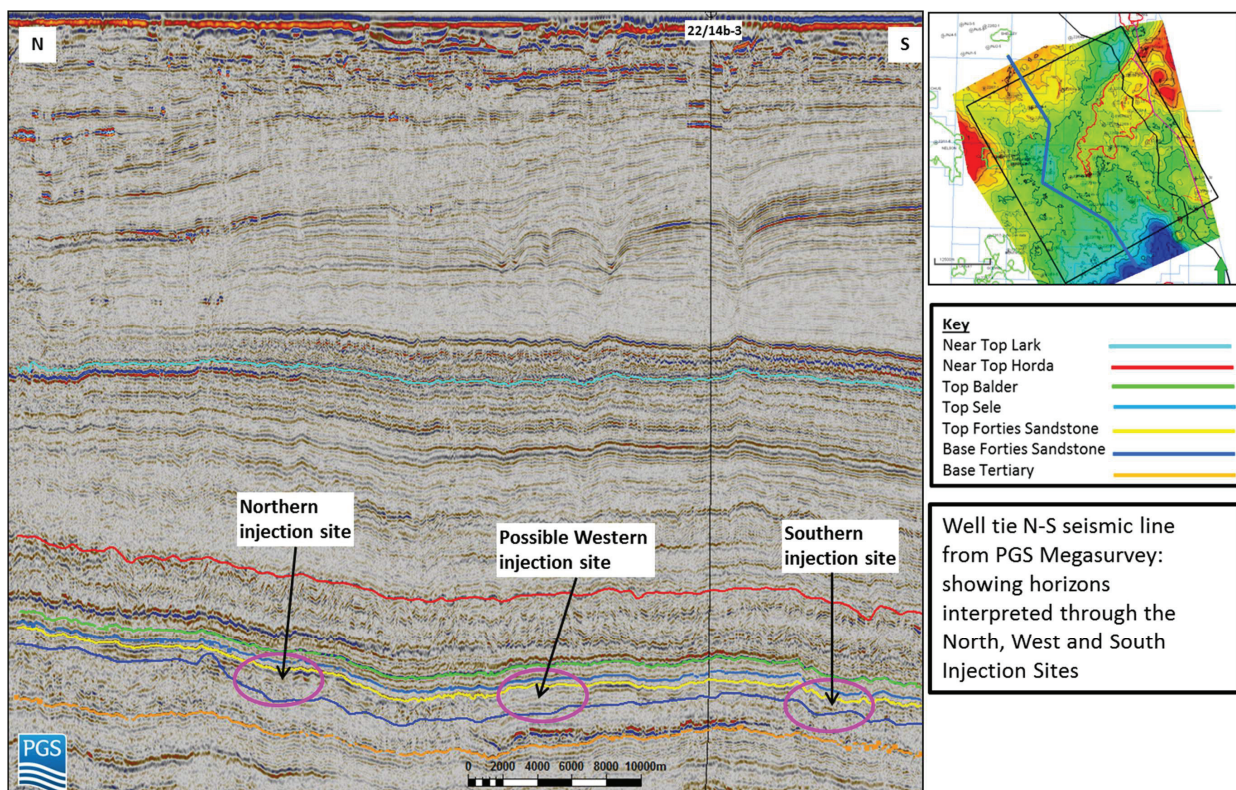 N
22/14b-3
S
Northern
injection site
Possible Western
injection site
Southern
injection site
PGS
0 2000 4000 6000 8000 10000m
Key
Near Top Lark
Near Top Horda
Top Balder
Top Sele
Top Forties Sandstone
Base Forties Sandstone
Base Tertiary
Well tie N-S seismic line
from PGS Megasurvey:
showing horizons
interpreted through the
North, West and South
Injection Sites